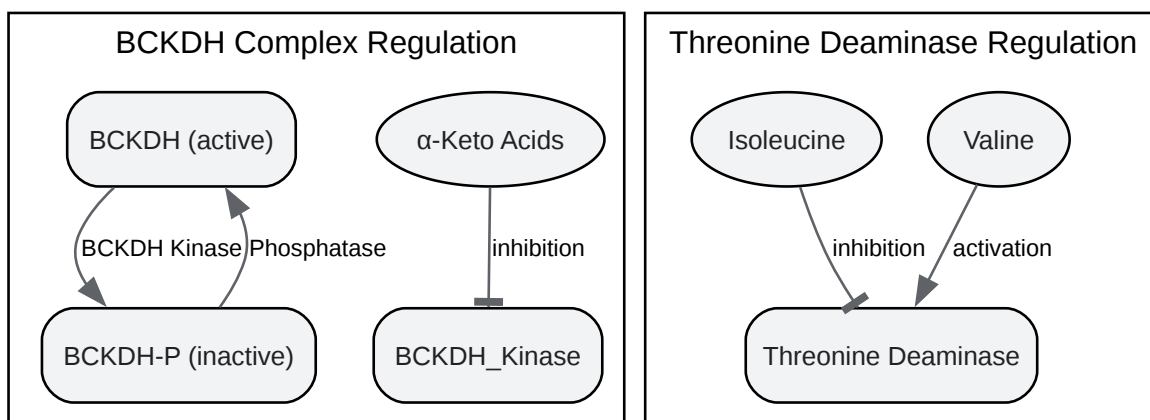 BCKDH Complex Regulation
BCKDH (active)
α-Keto Acids
BCKDH Kinase
Phosphatase
inhibition
BCKDH-P (inactive)
BCKDH_Kinase
Threonine Deaminase Regulation
Isoleucine
Valine
inhibition
activation
Threonine Deaminase